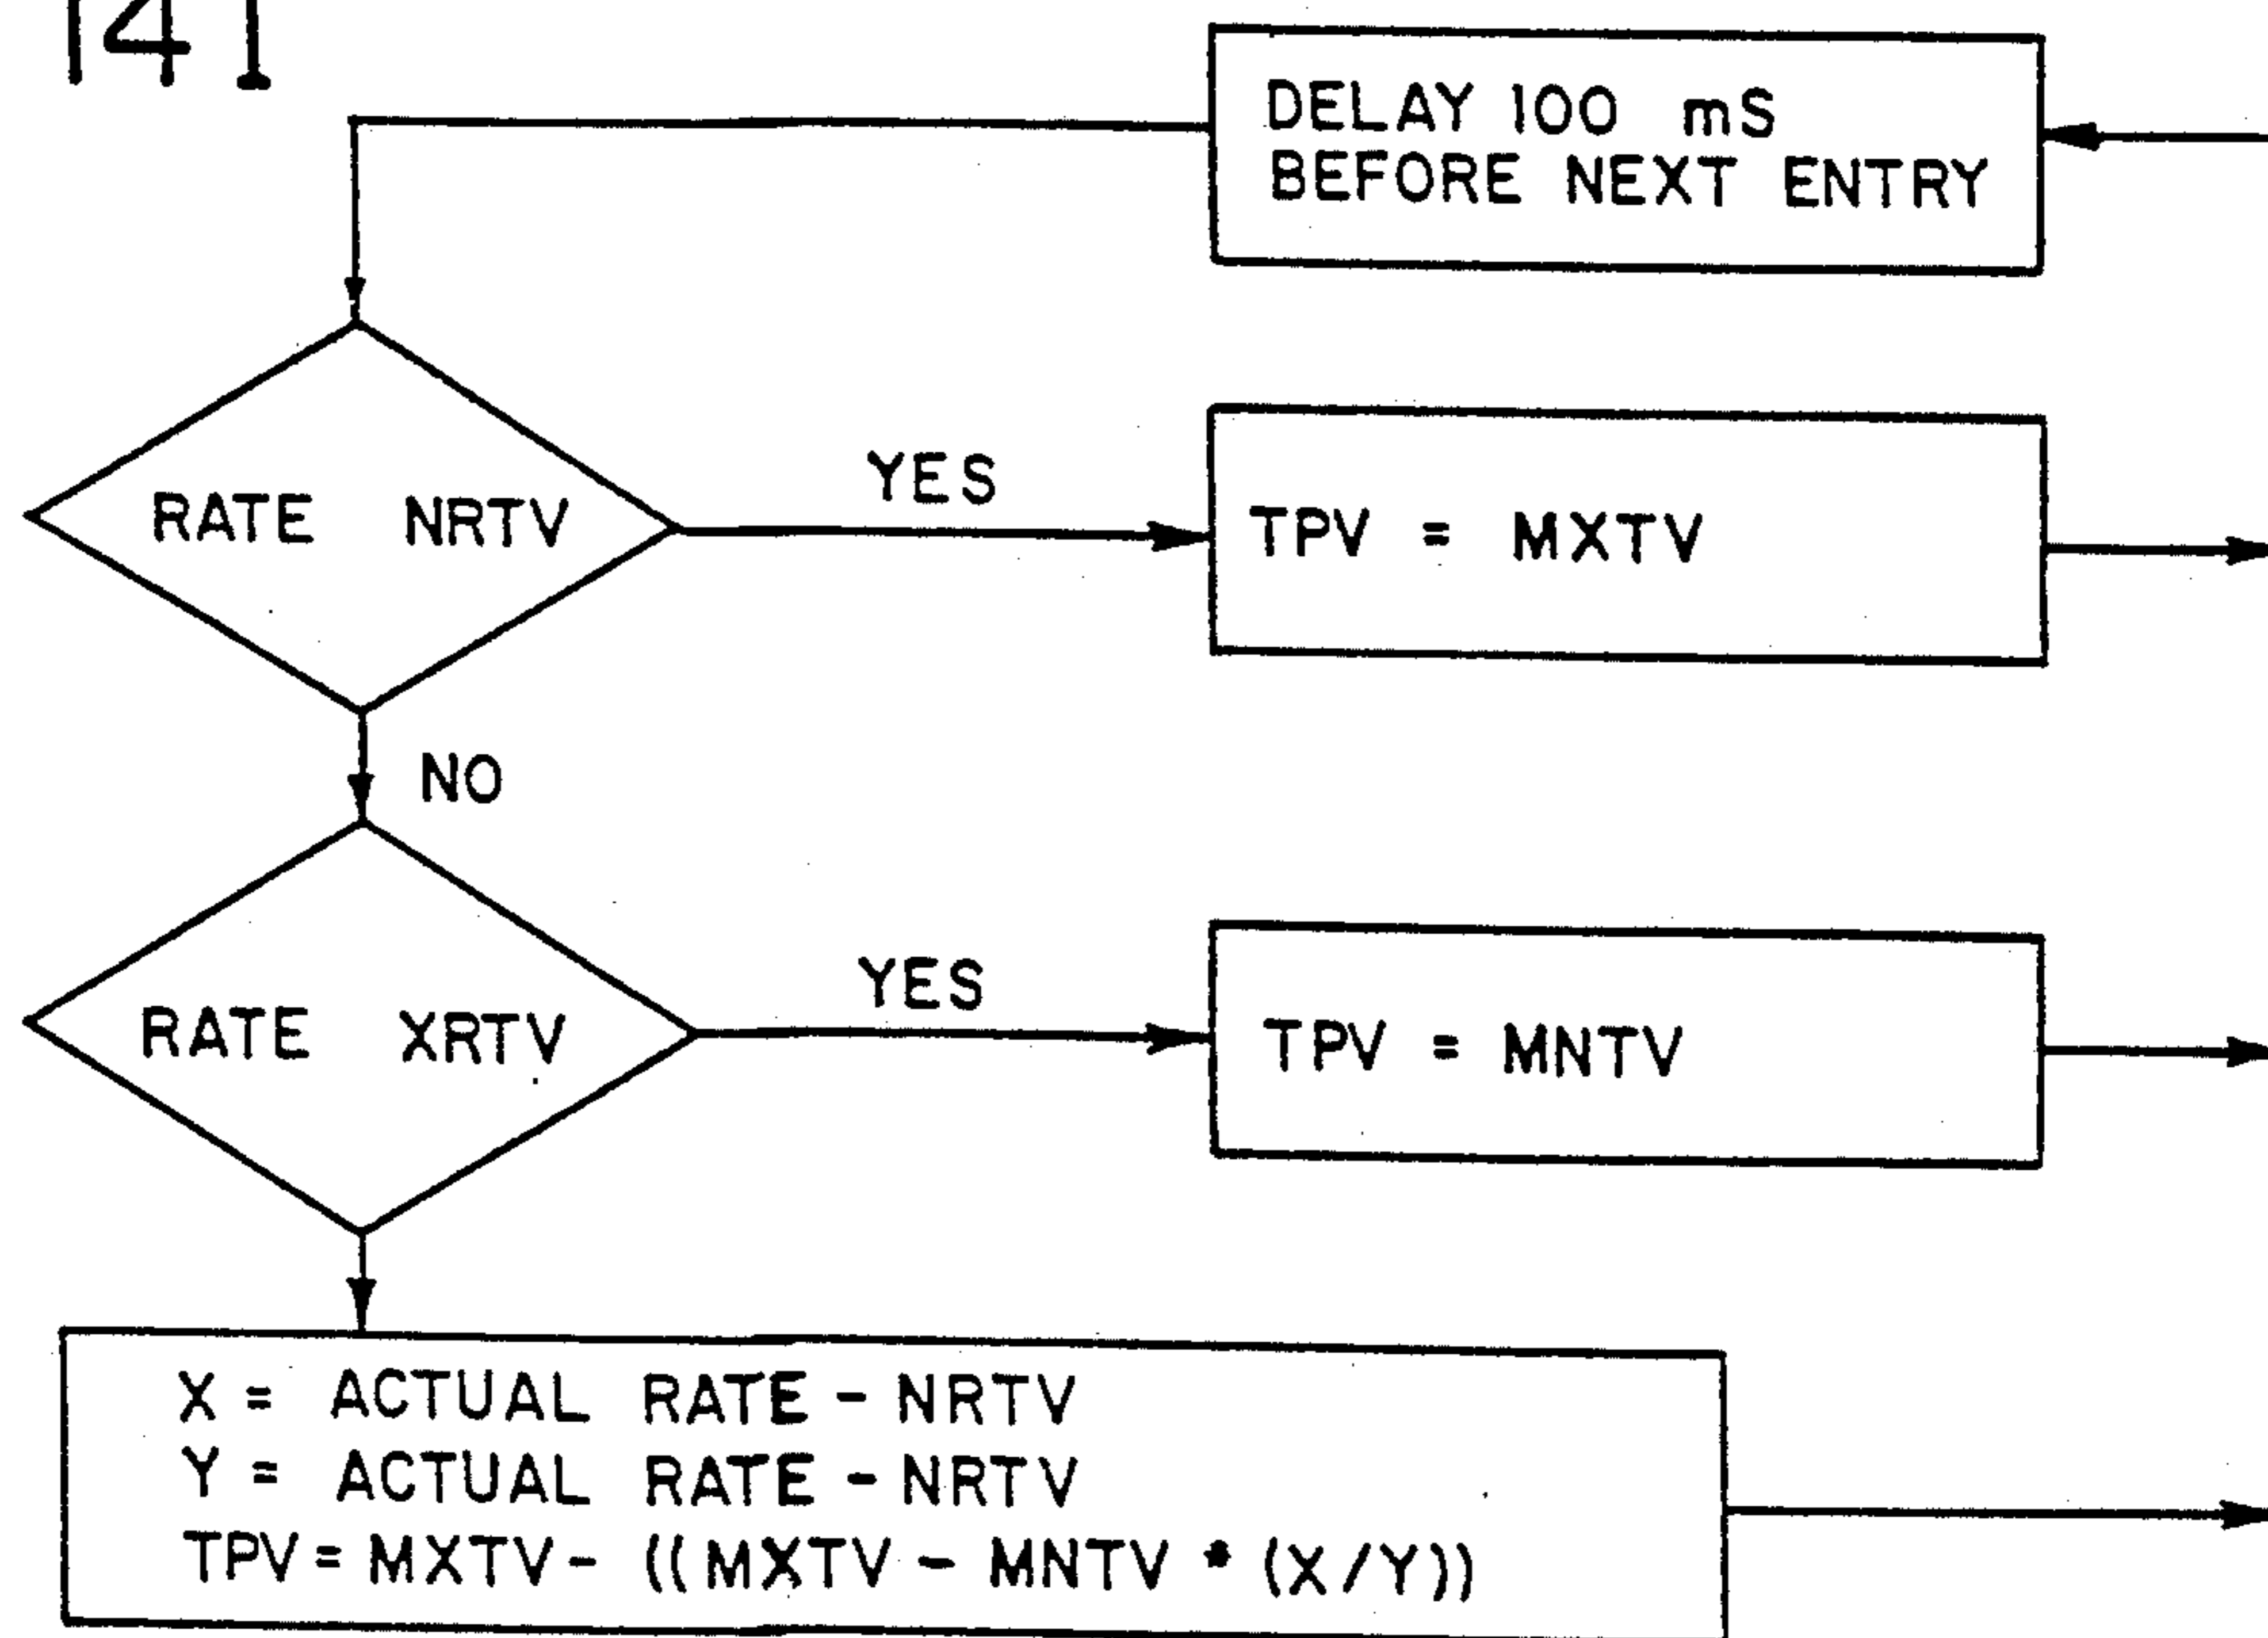 141
DELAY 100 mS
BEFORE NEXT ENTRY
RATE NRTV
YES
TPV = MXTV
NO
RATE XRTV
YES
TPV = MNTV
X = ACTUAL RATE - NRTV
Y = ACTUAL RATE - NRTV
TPV = MXTV - ((MXTV - MNTV * (X/Y))